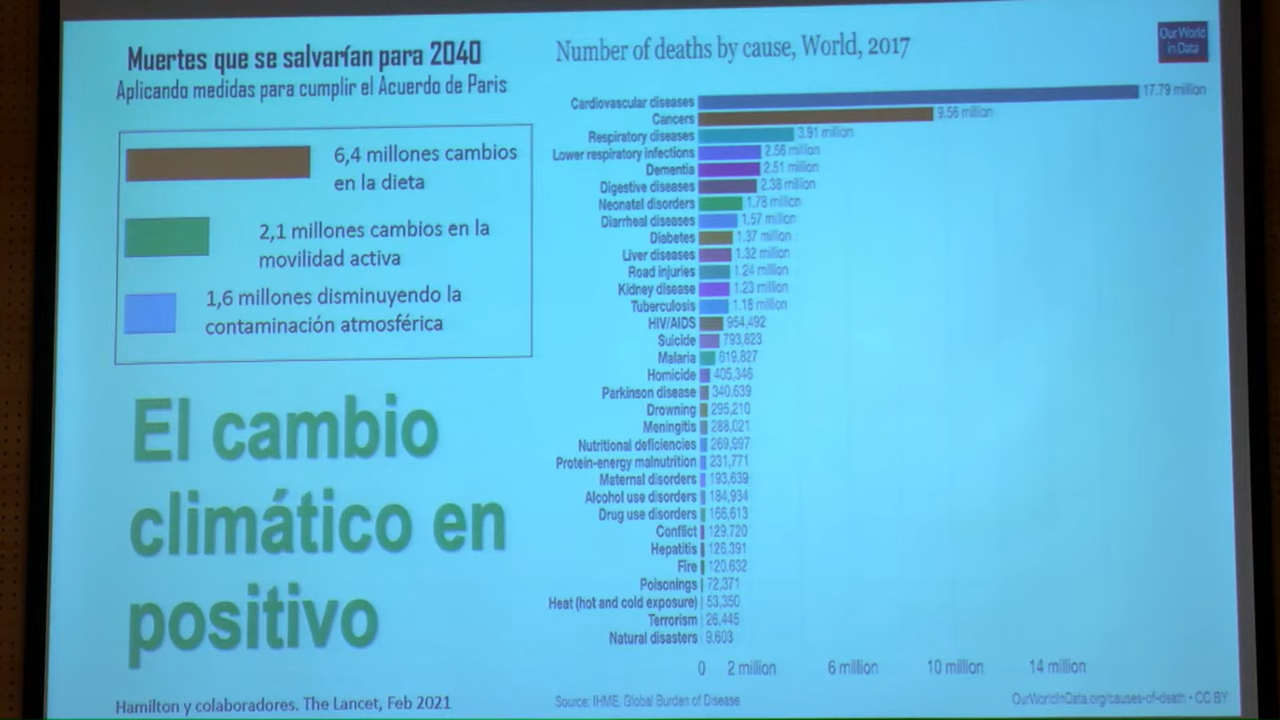 Muertes que se salvarían para 2040
Aplicando medidas para cumplir el Acuerdo de Paris
6,4 millones cambios
en la dieta
2,1 millones cambios en la
movilidad activa
1,6 millones disminuyendo la
contaminación atmosférica
El cambio
climático en
positivo
Hamilton y colaboradores. The Lancet, Feb 2021
Number of deaths by cause, World, 2017
Our World
in Data
Cardiovascular diseases 17.79 million
Cancers 9.56 million
Respiratory diseases 3.91 million
Lower respiratory infections 2.56 million
Dementia 2.51 million
Digestive diseases 2.38 million
Neonatal disorders 1.78 million
Diarrheal diseases 1.57 million
Diabetes 1.37 million
Liver diseases 1.32 million
Road injuries 1.24 million
Kidney disease 1.23 million
Tuberculosis 1.18 million
HIV/AIDS 954,492
Suicide 793,823
Malaria 619,827
Homicide 405,346
Parkinson disease 340,639
Drowning 295,210
Meningitis 288,021
Nutritional deficiencies 269,997
Protein-energy malnutrition 231,771
Maternal disorders 193,639
Alcohol use disorders 184,934
Drug use disorders 166,613
Conflict 129,720
Hepatitis 126,391
Fire 120,632
Poisonings 72,371
Heat (hot and cold exposure) 53,350
Terrorism 26,445
Natural disasters 9,603
0 2 million 6 million 10 million 14 million
Source: IHME, Global Burden of Disease
OurWorldInData.org/causes-of-death • CC BY